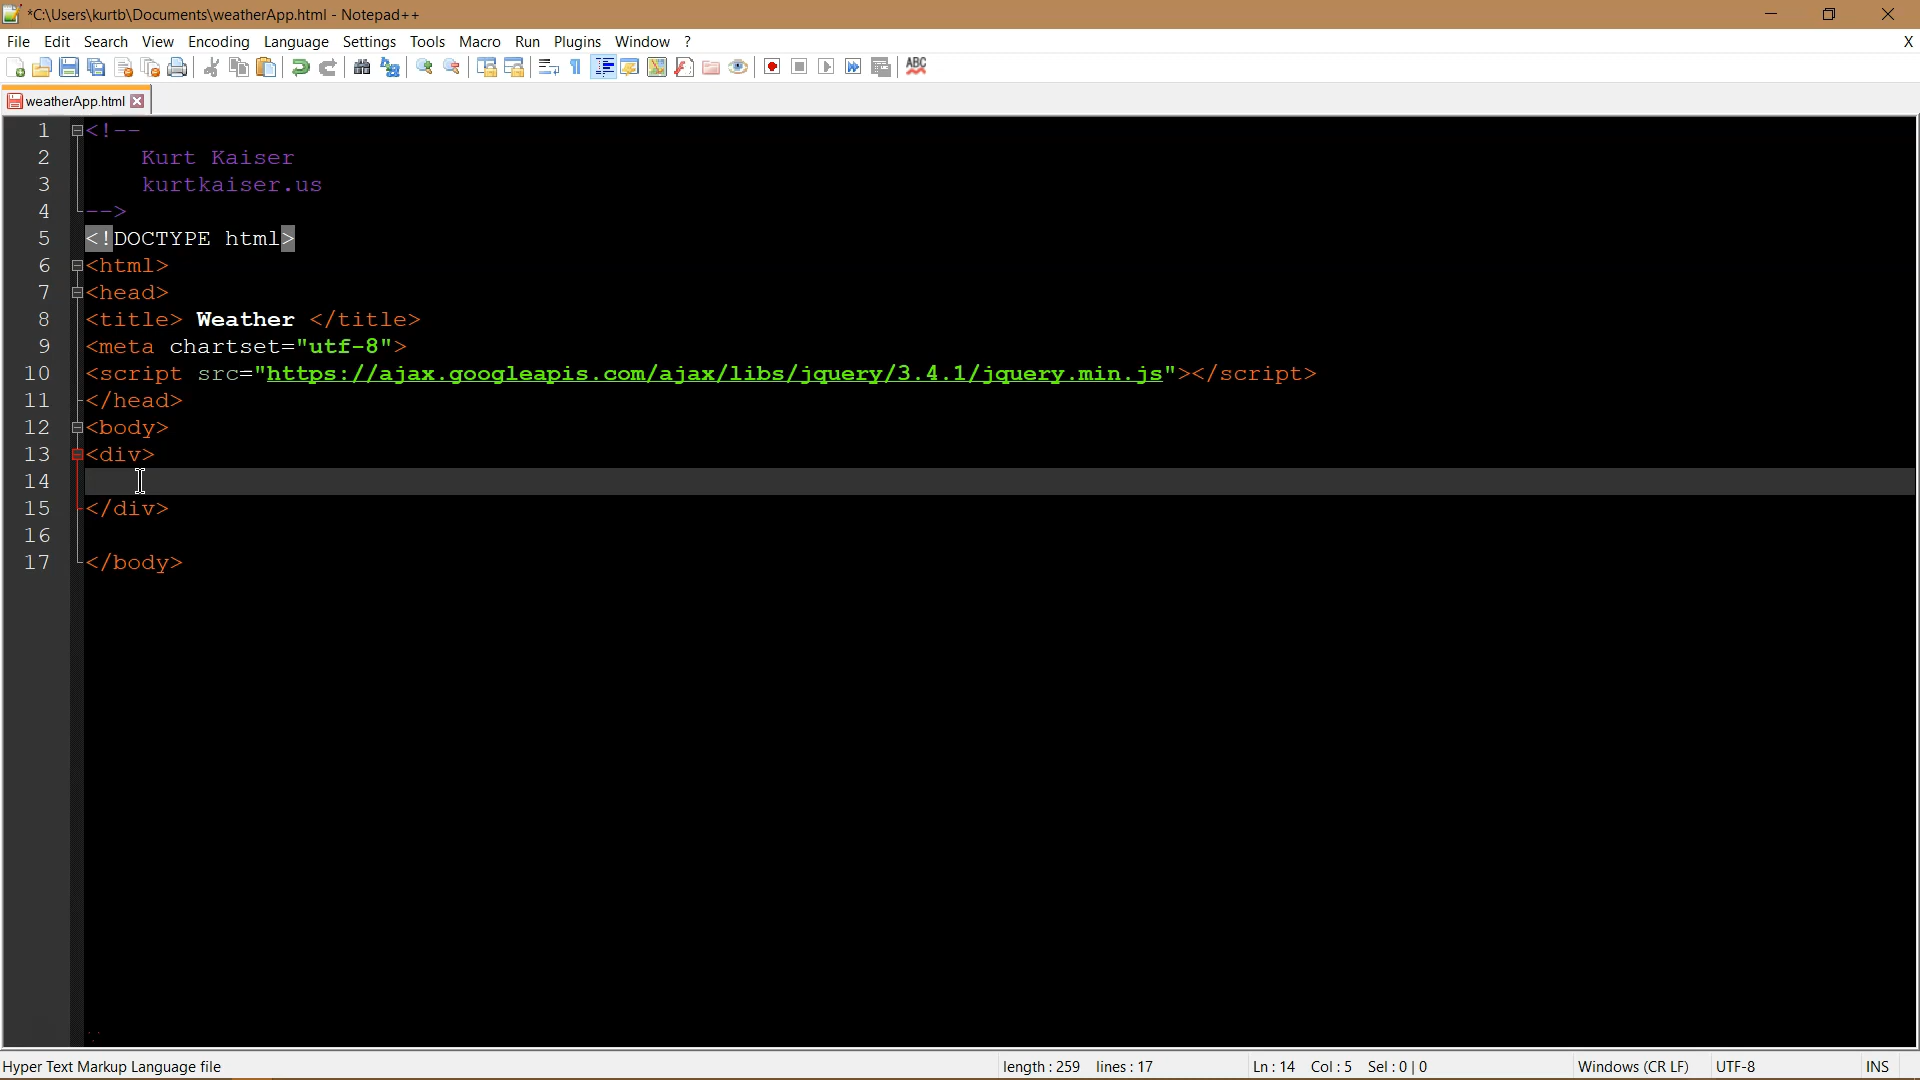 *C:\Users\kurtb\Documents\weatherApp.html - Notepad++
File Edit Search View Encoding Language Settings Tools Macro Run Plugins Window ? X
ABC
weatherApp.html
1 <!--
2 Kurt Kaiser
3 kurtkaiser.us
4 -->
5 <!DOCTYPE html>
6 <html>
7 <head>
8 <title> Weather </title>
9 <meta chartset="utf-8">
10 <script src="https://ajax.googleapis.com/ajax/libs/jquery/3.4.1/jquery.min.js"></script>
11 </head>
12 <body>
13 <div>
14
15 </div>
16
17 </body>
Hyper Text Markup Language file length : 259 lines : 17 Ln : 14 Col : 5 Sel : 0 | 0 Windows (CR LF) UTF-8 INS